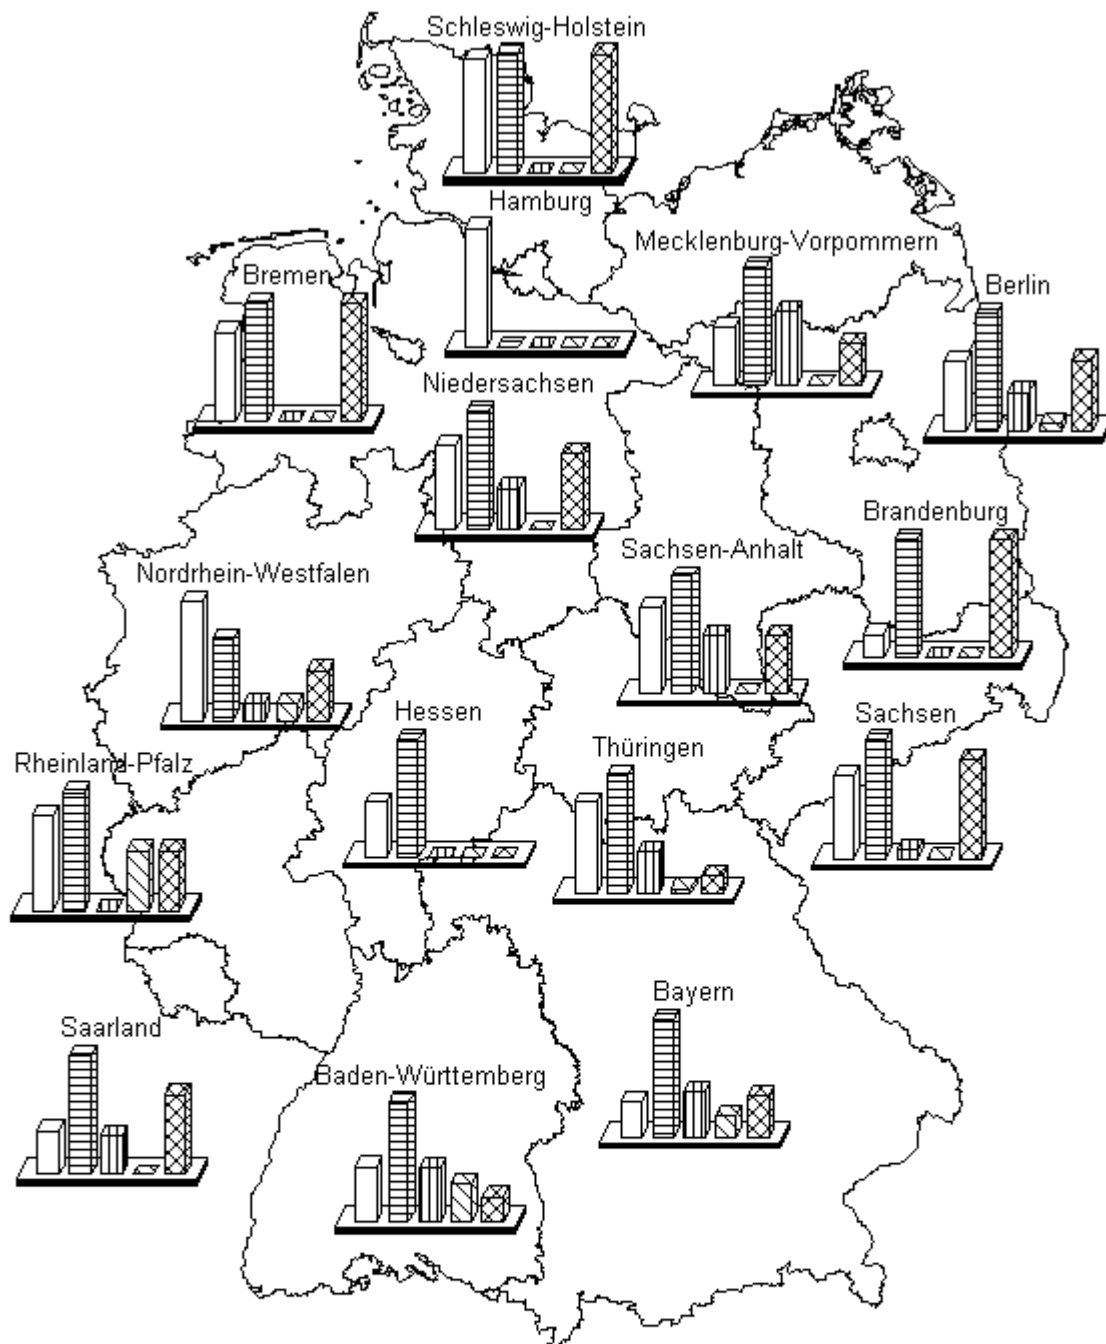 Schleswig-Holstein
Hamburg
Mecklenburg-Vorpommern
Bremen
Berlin
Niedersachsen
Brandenburg
Sachsen-Anhalt
Nordrhein-Westfalen
Hessen
Sachsen
Thüringen
Rheinland-Pfalz
Bayern
Saarland
Baden-Württemberg